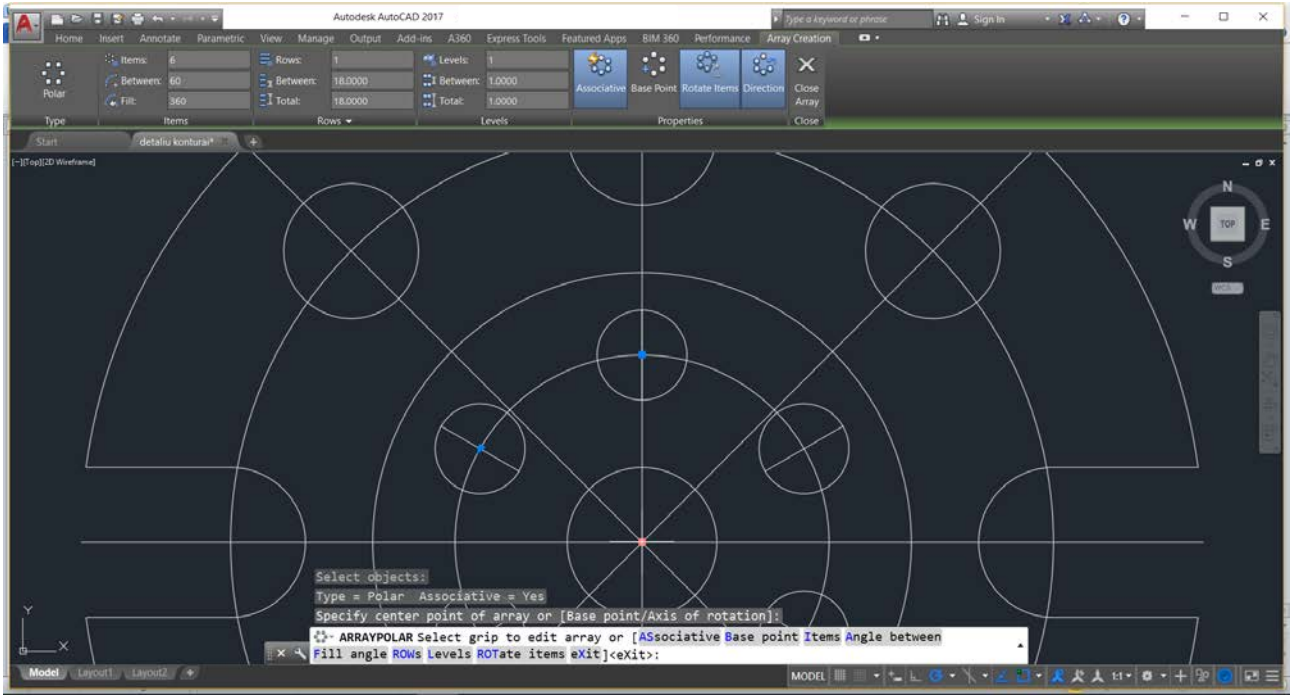 Autodesk AutoCAD 2017
Type a keyword or phrase
Sign In
Home Insert Annotate Parametric View Manage Output Add-ins A360 Express Tools Featured Apps BIM 360 Performance Array Creation
Polar
Type
Items: 6
Between: 60
Fill: 360
Items
Rows: 1
Between: 18.0000
Total: 18.0000
Rows
Levels: 1
Between: 1.0000
Total: 1.0000
Levels
Associative Base Point Rotate Items Direction
Properties
Close Array
Close
Start detaliu konturai*
[−][Top][2D Wireframe]
N
W TOP E
S
WCS
Select objects:
Type = Polar Associative = Yes
Specify center point of array or [Base point/Axis of rotation]:
ARRAYPOLAR Select grip to edit array or [ASsociative Base point Items Angle between
Fill angle ROWs Levels ROTate items eXit]<eXit>:
Y
X
Model Layout1 Layout2 +
MODEL 1:1